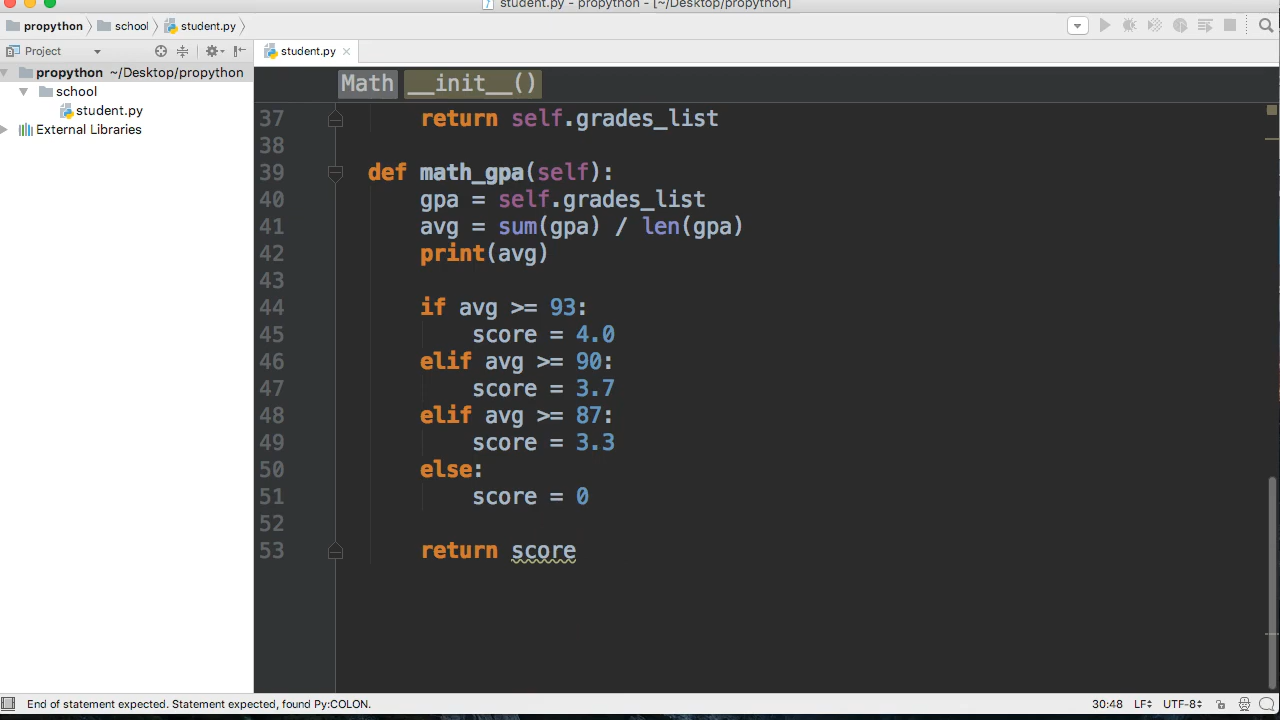 student.py - propython - [~/Desktop/propython]
propython school student.py
Project
student.py
propython ~/Desktop/propython
school
student.py
External Libraries
Math __init__()
37 return self.grades_list
38
39 def math_gpa(self):
40 gpa = self.grades_list
41 avg = sum(gpa) / len(gpa)
42 print(avg)
43
44 if avg >= 93:
45 score = 4.0
46 elif avg >= 90:
47 score = 3.7
48 elif avg >= 87:
49 score = 3.3
50 else:
51 score = 0
52
53 return score
End of statement expected. Statement expected, found Py:COLON.
30:48 LF UTF-8